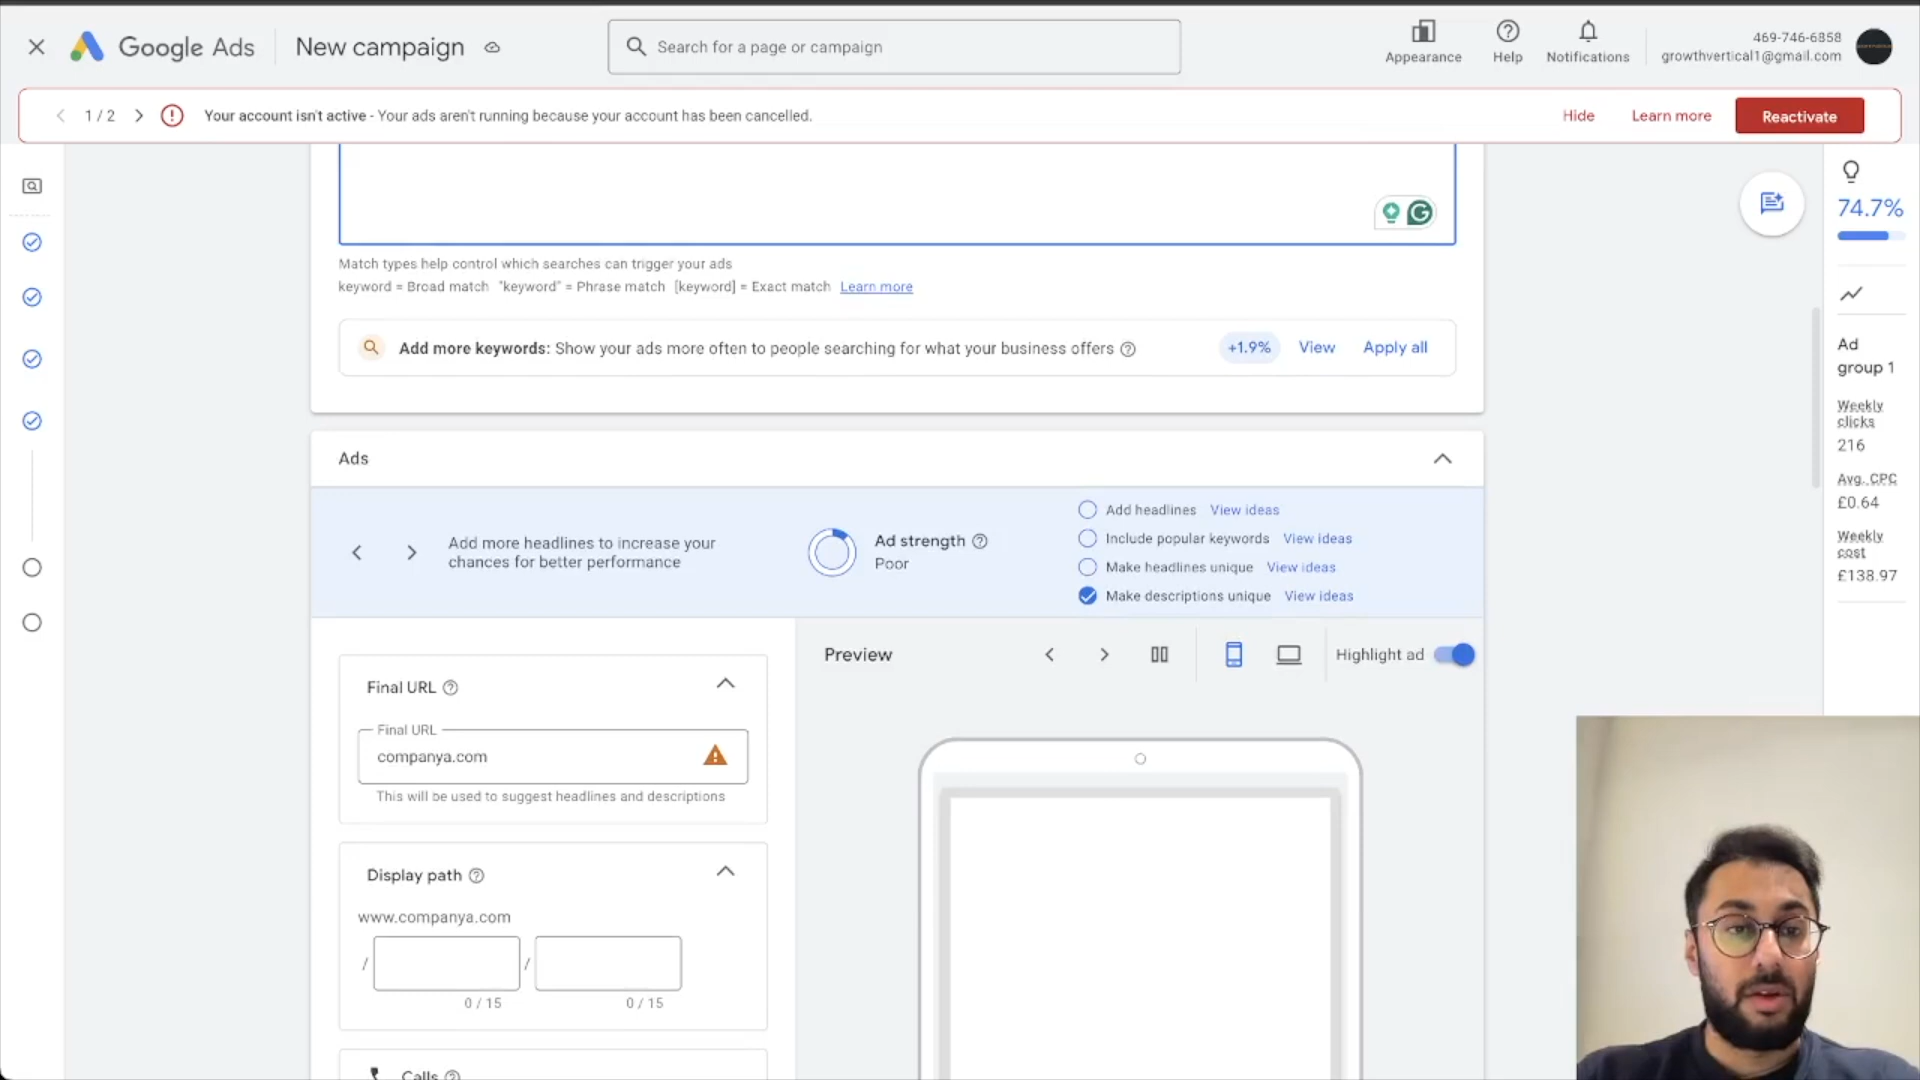 Google Ads
New campaign
Search for a page or campaign
Appearance
Help
Notifications
469-746-6858
growthvertical1@gmail.com
1 / 2
Your account isn't active - Your ads aren't running because your account has been cancelled.
Hide
Learn more
Reactivate
74.7%
Match types help control which searches can trigger your ads
keyword = Broad match "keyword" = Phrase match [keyword] = Exact match Learn more
Add more keywords: Show your ads more often to people searching for what your business offers
+1.9%
View
Apply all
Ad
group 1
Weekly
clicks
216
Avg. CPC
£0.64
Weekly
cost
£138.97
Ads
Add more headlines to increase your
chances for better performance
Ad strength
Poor
Add headlines View ideas
Include popular keywords View ideas
Make headlines unique View ideas
Make descriptions unique View ideas
Final URL
Final URL
companya.com
This will be used to suggest headlines and descriptions
Display path
www.companya.com
/ /
0 / 15 0 / 15
Calls
Preview
Highlight ad